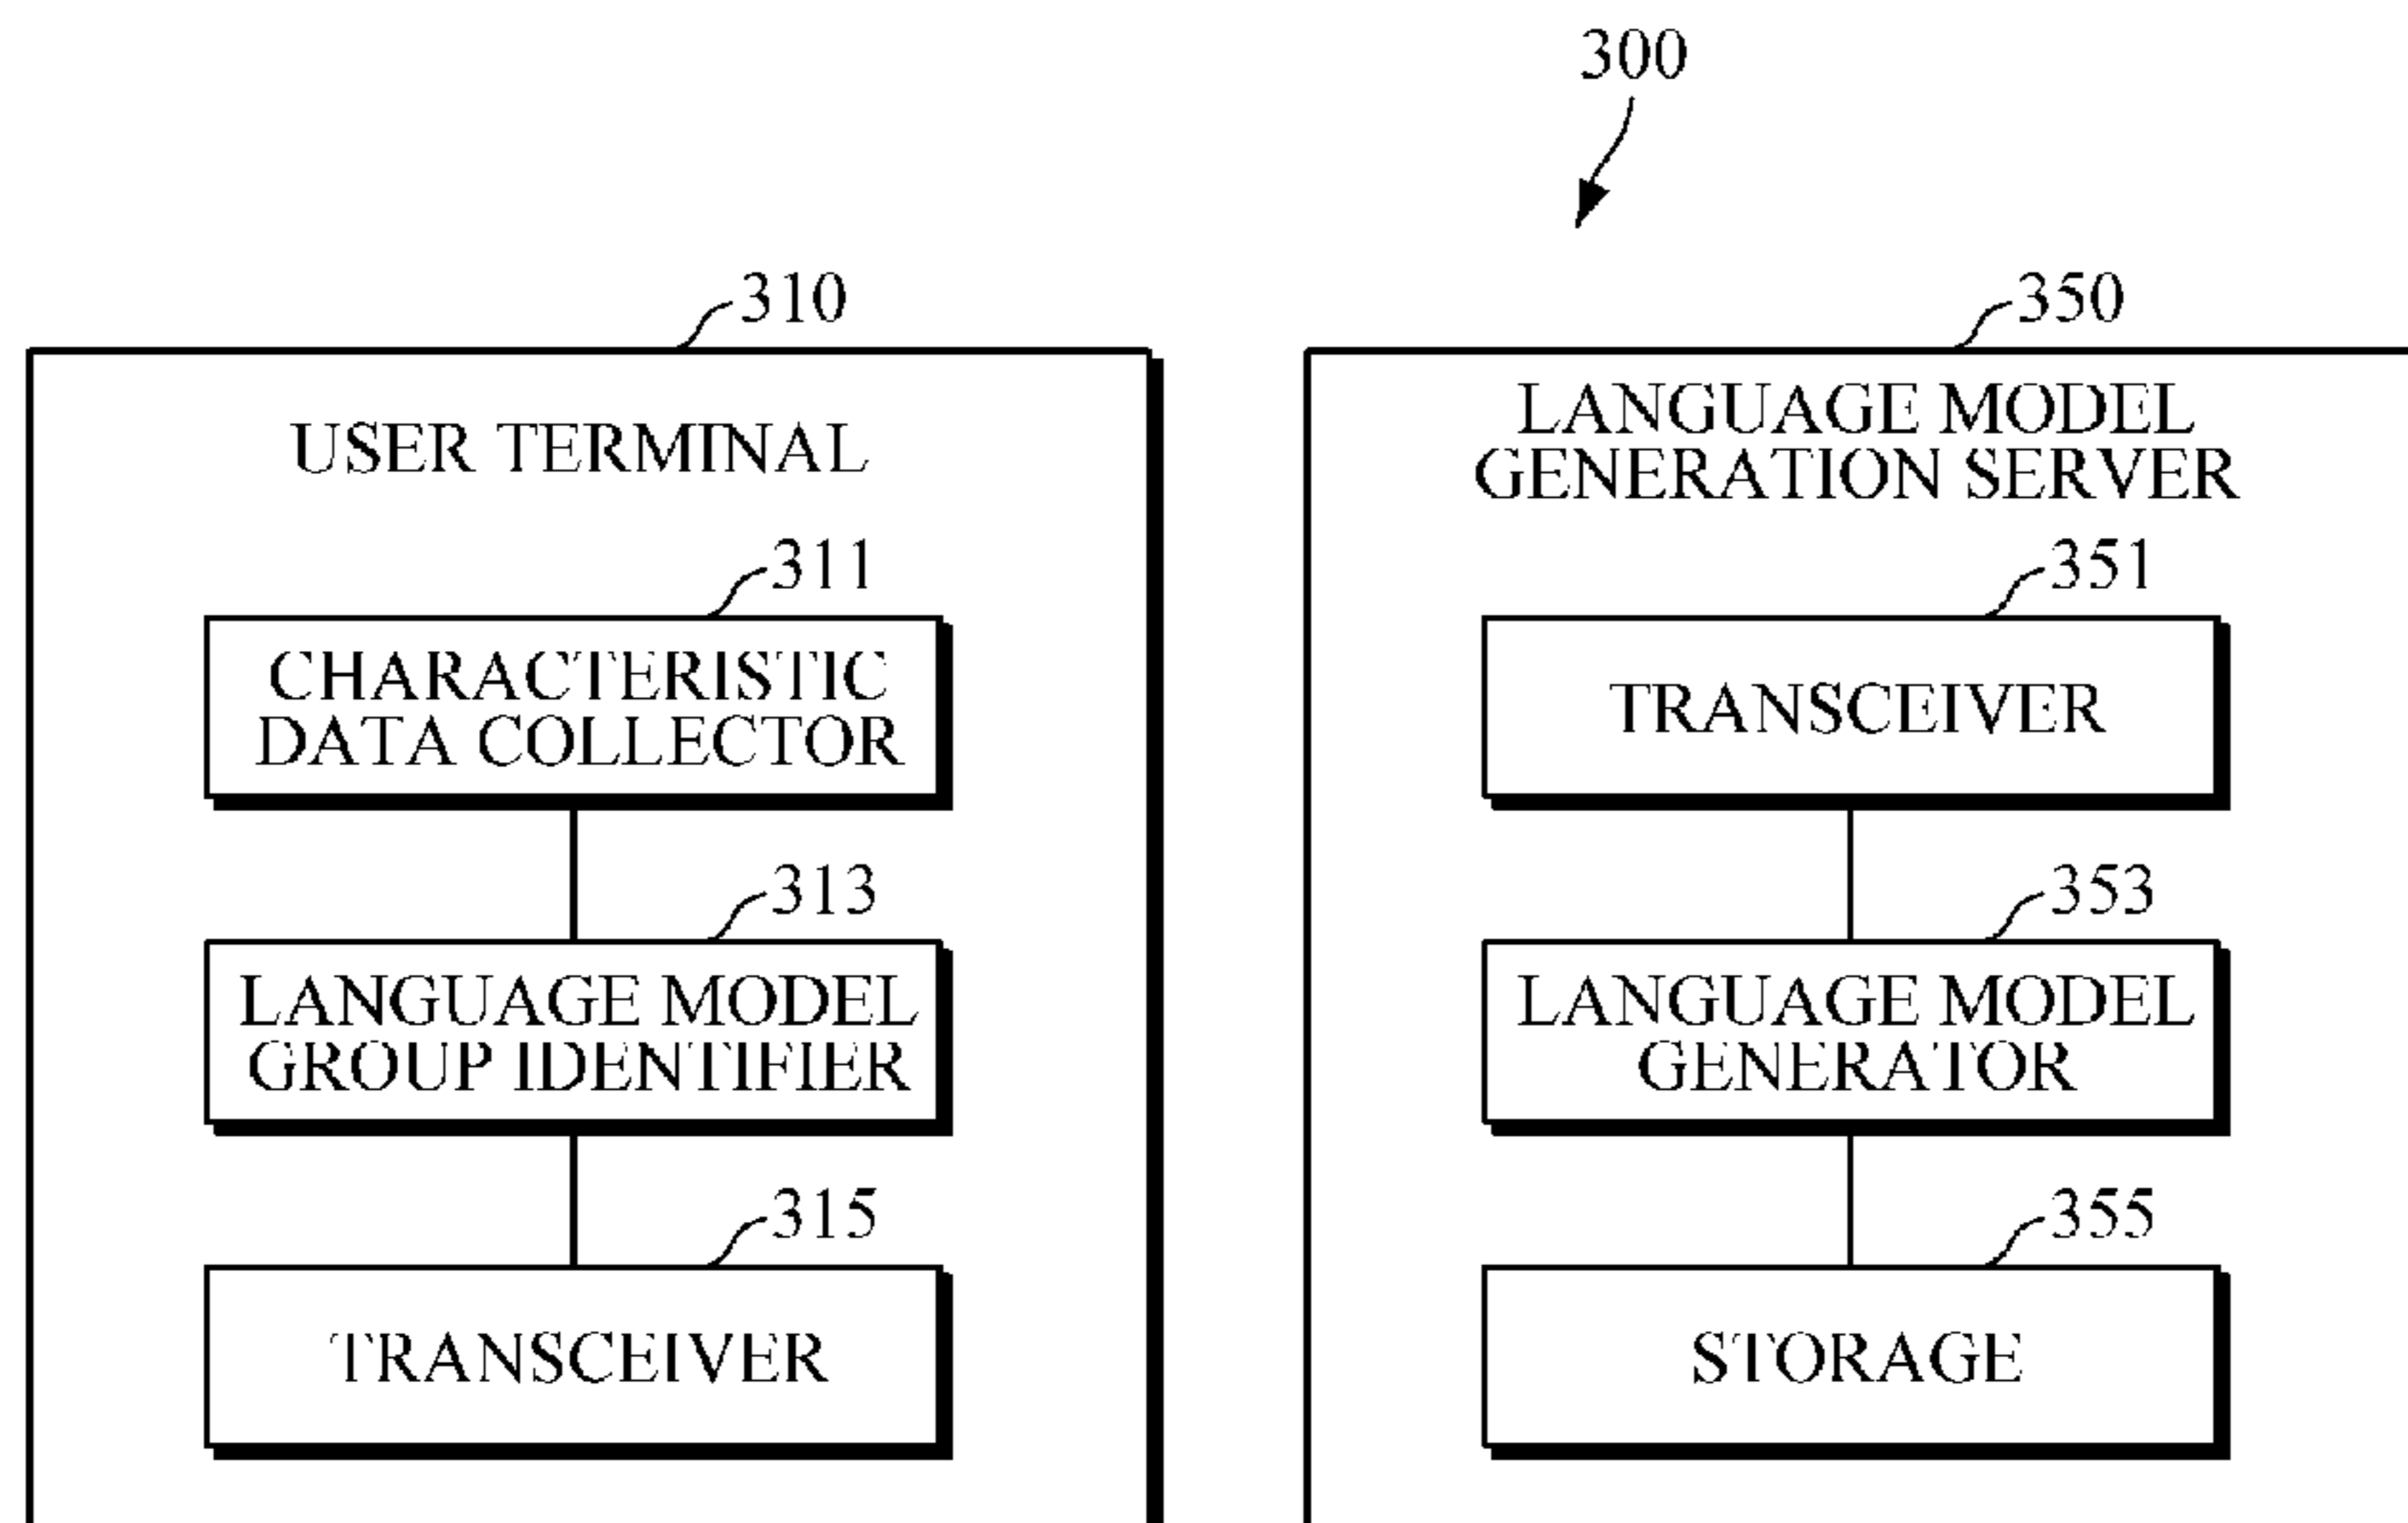 300
310
USER TERMINAL
311
CHARACTERISTIC
DATA COLLECTOR
313
LANGUAGE MODEL
GROUP IDENTIFIER
315
TRANSCEIVER
350
LANGUAGE MODEL
GENERATION SERVER
351
TRANSCEIVER
353
LANGUAGE MODEL
GENERATOR
355
STORAGE